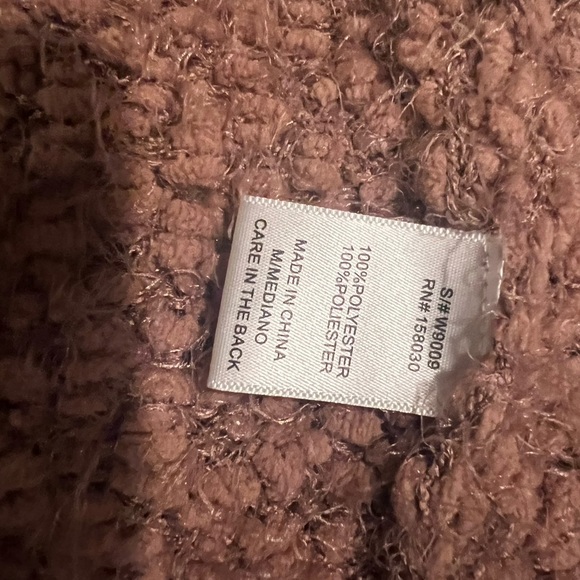 S/# W9009
RN# 158030
100%POLYESTER
100%POLIESTER
MADE IN CHINA
M/MEDIANO
CARE IN THE BACK